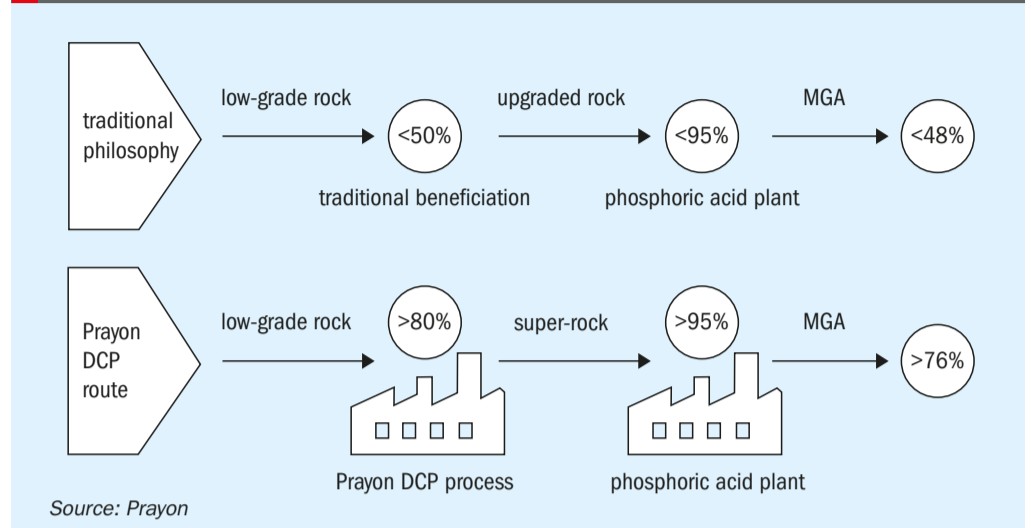 low-grade rock
upgraded rock
MGA
traditional
philosophy
<50%
<95%
<48%
traditional beneficiation
phosphoric acid plant
low-grade rock
>80%
super-rock
>95%
MGA
Prayon
DCP
route
>76%
Prayon DCP process
phosphoric acid plant
Source: Prayon